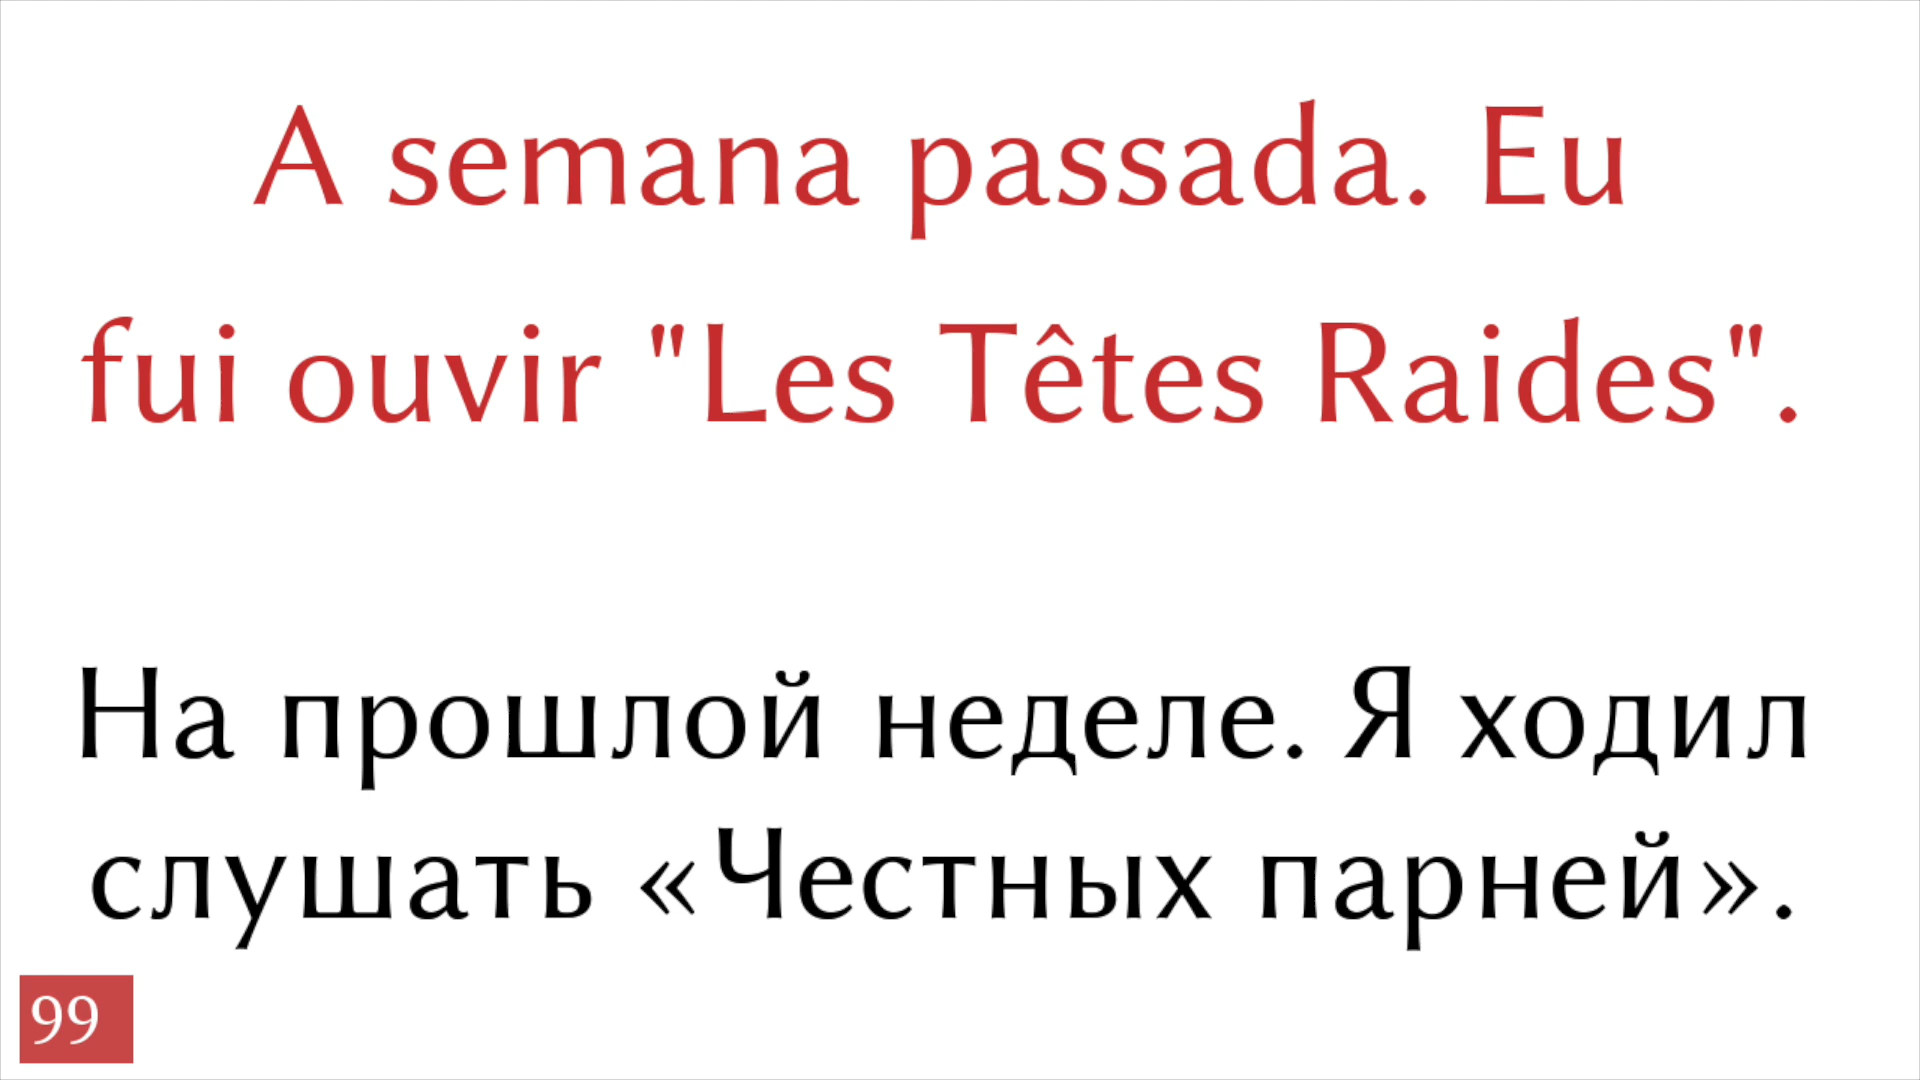 A semana passada. Eu
fui ouvir "Les Têtes Raides".
На прошлой неделе. Я ходил
слушать «Честных парней».
99